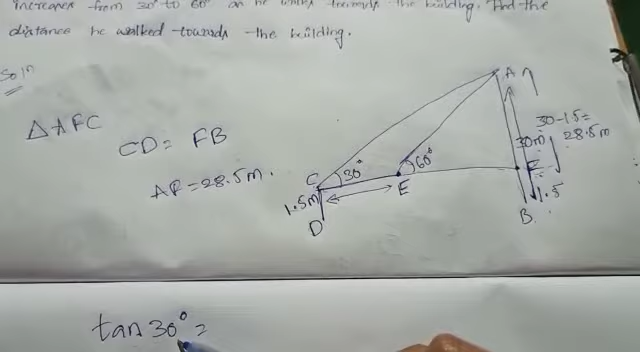 increases from 30° to 60° as he walks towards the building. Find the
distance he walked towards the building.
Soln
△AFC
CD = FB
AF = 28.5m.
A
30-1.5=
28.5m
30m
C 30°
60°
E
F
1.5m
1.5
D
B
tan 30° =